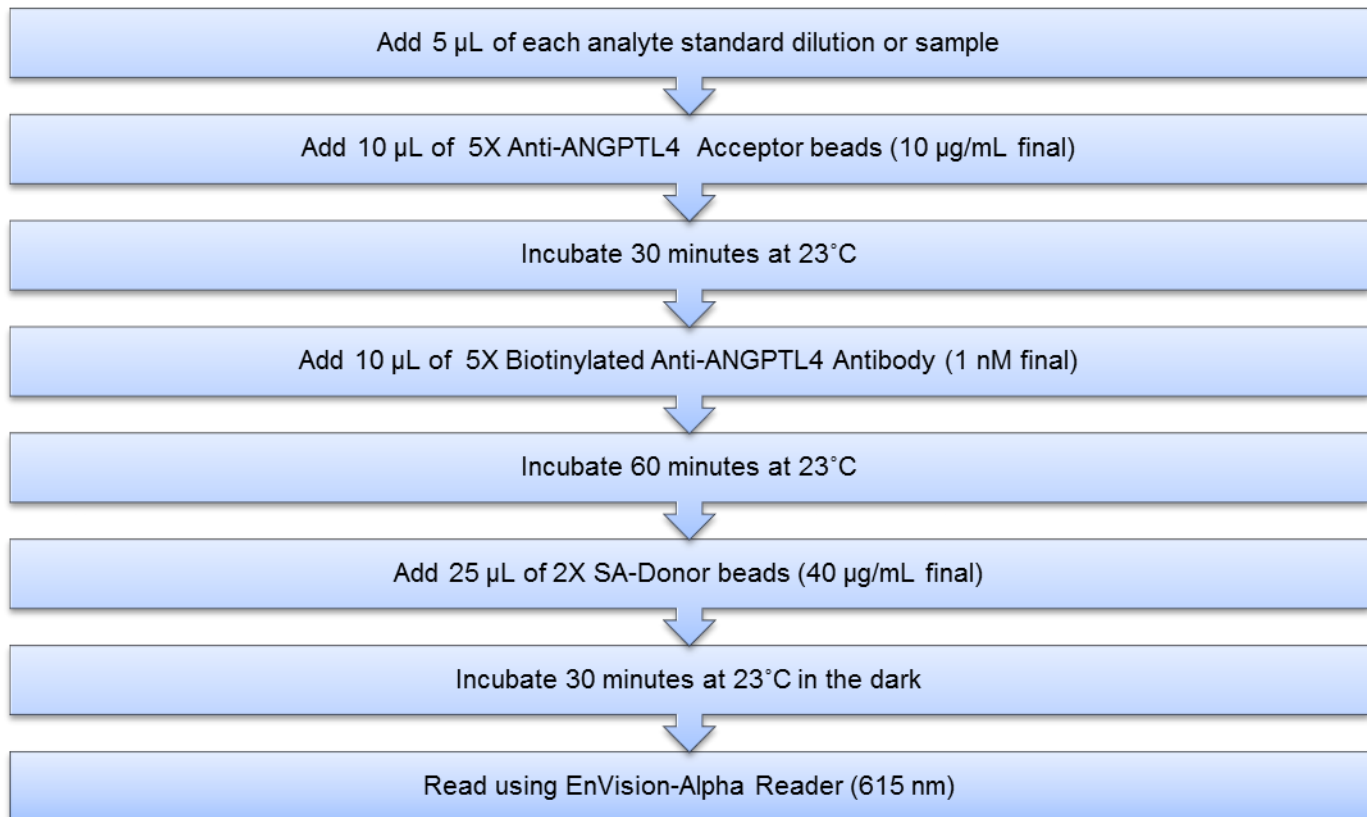 Add 5 µL of each analyte standard dilution or sample
Add 10 µL of 5X Anti-ANGPTL4 Acceptor beads (10 µg/mL final)
Incubate 30 minutes at 23˚C
Add 10 µL of 5X Biotinylated Anti-ANGPTL4 Antibody (1 nM final)
Incubate 60 minutes at 23˚C
Add 25 µL of 2X SA-Donor beads (40 µg/mL final)
Incubate 30 minutes at 23˚C in the dark
Read using EnVision-Alpha Reader (615 nm)